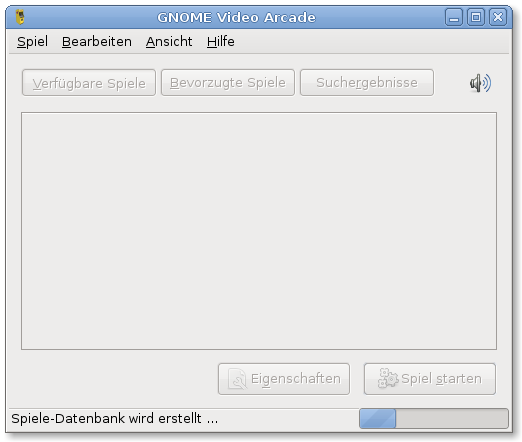 GNOME Video Arcade
Spiel Bearbeiten Ansicht Hilfe
Verfügbare Spiele Bevorzugte Spiele Suchergebnisse
Eigenschaften Spiel starten
Spiele-Datenbank wird erstellt ...